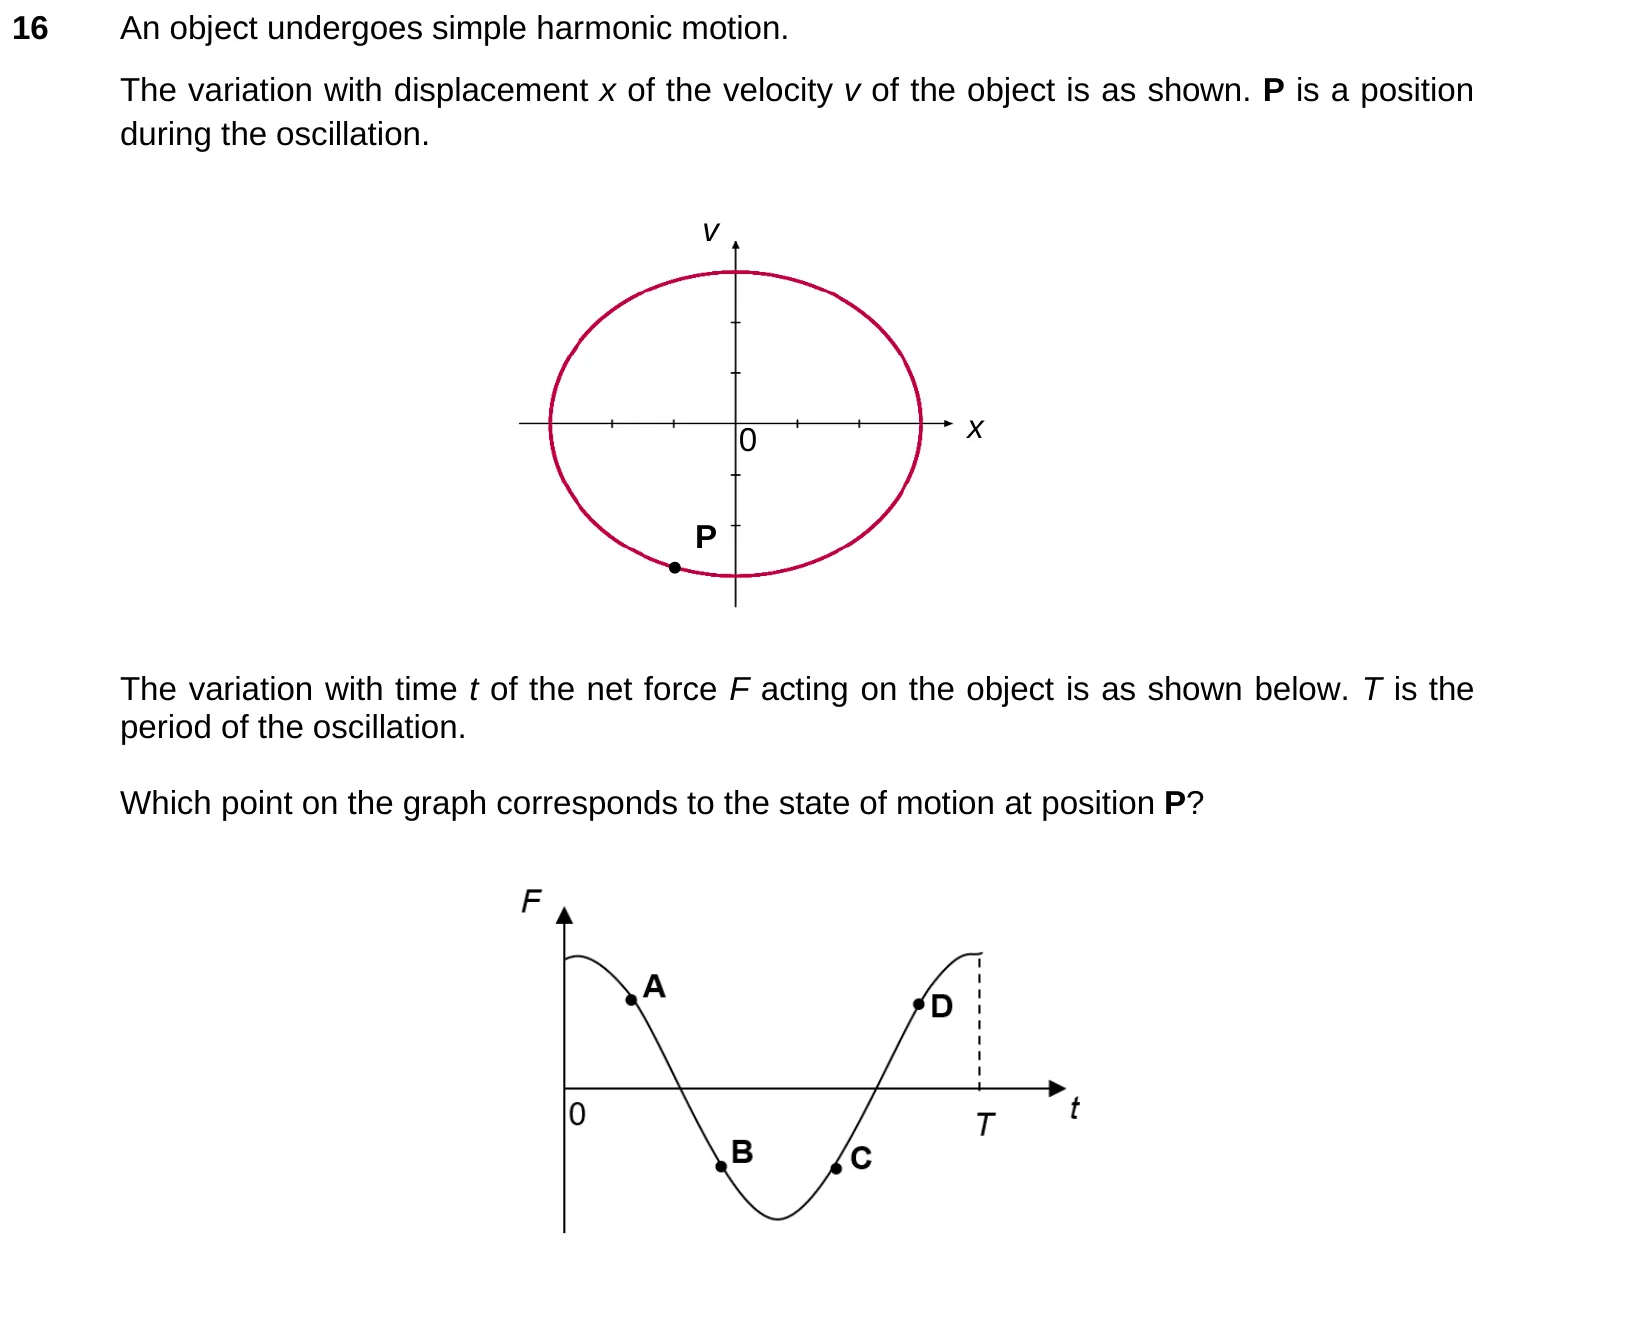 16 An object undergoes simple harmonic motion.
The variation with displacement x of the velocity v of the object is as shown. P is a position
during the oscillation.
v
x
0
P
The variation with time t of the net force F acting on the object is as shown below. T is the
period of the oscillation.
Which point on the graph corresponds to the state of motion at position P?
F
A
D
0
t
T
B
C